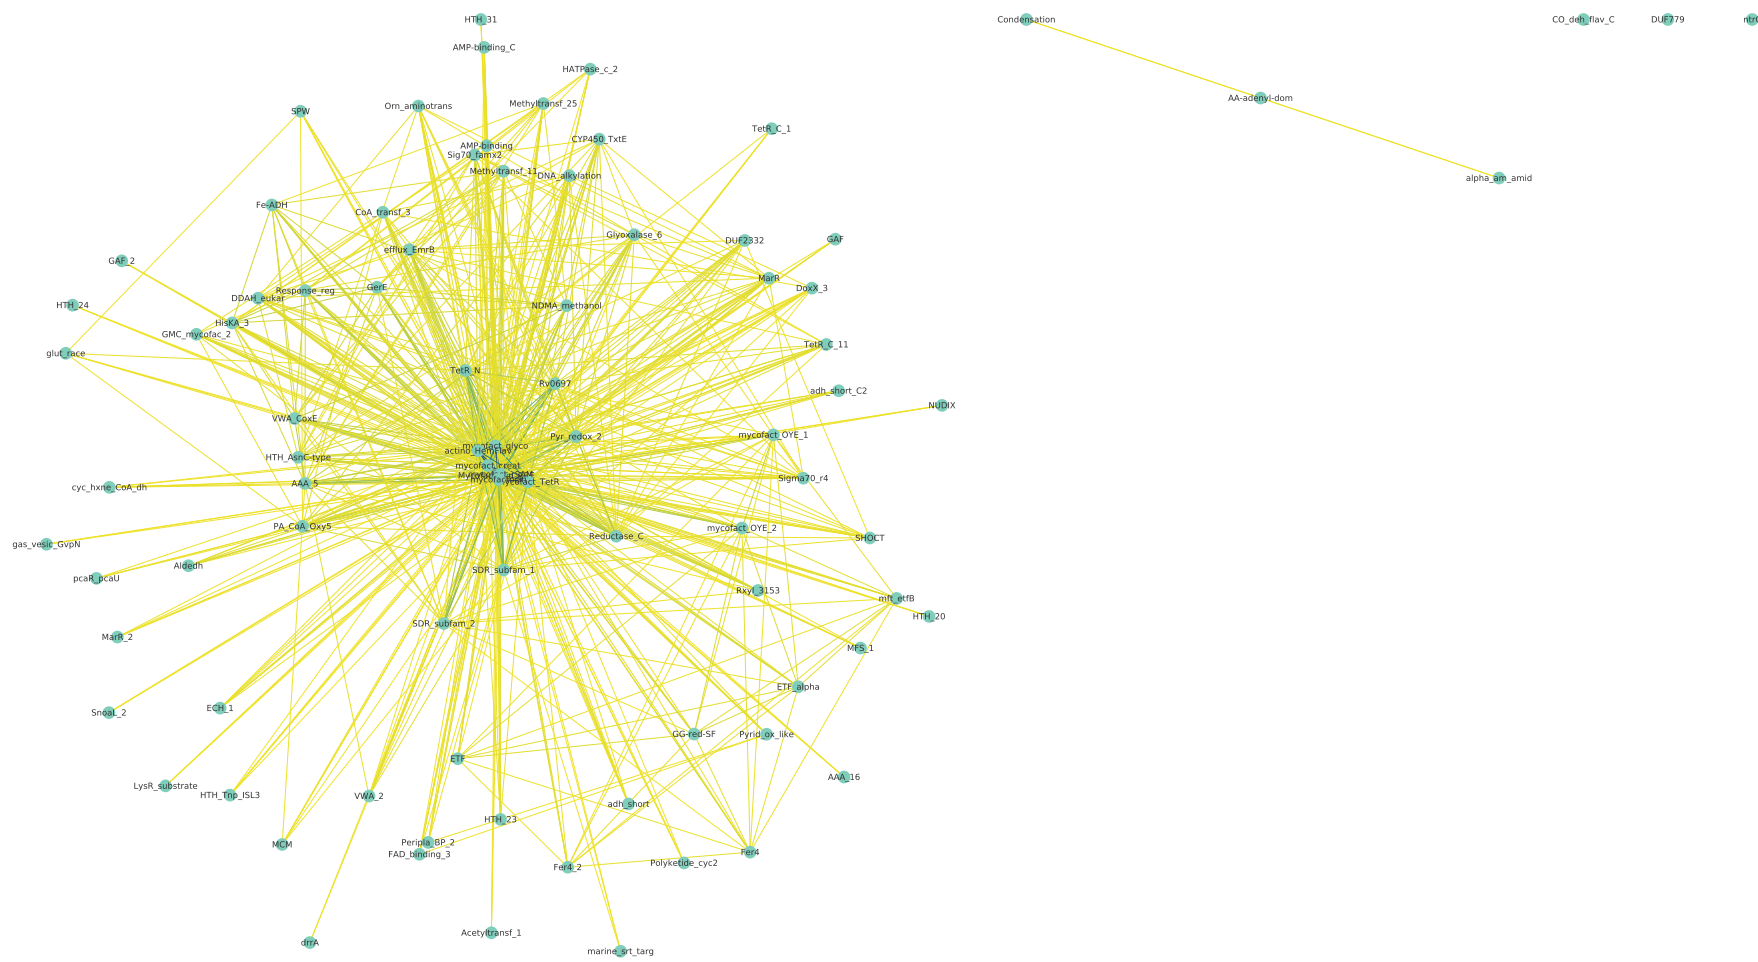 HTH_31
Condensation
CO_deh_flav_C
DUF779
AMP-binding_C
HATPase_c_2
AA-adenyl-dom
Methyltransf_25
Orn_aminotrans
SPW
TetR_C_1
CYP450_TxtE
AMP-binding
Sig70_famx2
Methyltransf_11
DNA_alkylation
alpha_am_amid
Fe-ADH
CoA_transf_3
Glyoxalase_6
DUF2332
GAF
efflux_EmrB
GAF_2
MarR
GerE
DoxX_3
Response_reg
DDAH_eukar
HTH_24
NDMA_methanol
HisKA_3
GMC_mycofac_2
TetR_C_11
glut_race
TetR_N
Rv0697
adh_short_C2
NUDIX
VWA_CoxE
mycofact_OYE_1
Pyr_redox_2
mycofact_glyco
actino_HemFlav
HTH_AsnC-type
mycofact_creat
Sigma70_r4
mycofact_TetR
AAA_5
cyc_hxne_CoA_dh
PA_CoA_Oxy5
mycofact_OYE_2
Reductase_C
SHOCT
gas_vesic_GvpN
Aldedh
SDR_subfam_1
pcaR_pcaU
RxyI_3153
mft_etfB
HTH_20
SDR_subfam_2
MarR_2
MFS_1
ETF_alpha
ECH_1
SnoaL_2
GG-red-SF
Pyrid_ox_like
ETF
AAA_16
LysR_substrate
HTH_Tnp_ISL3
VWA_2
adh_short
HTH_23
MCM
Peripla_BP_2
FAD_binding_3
Fer4
Polyketide_cyc2
Fer4_2
Acetyltransf_1
drrA
marine_srt_targ